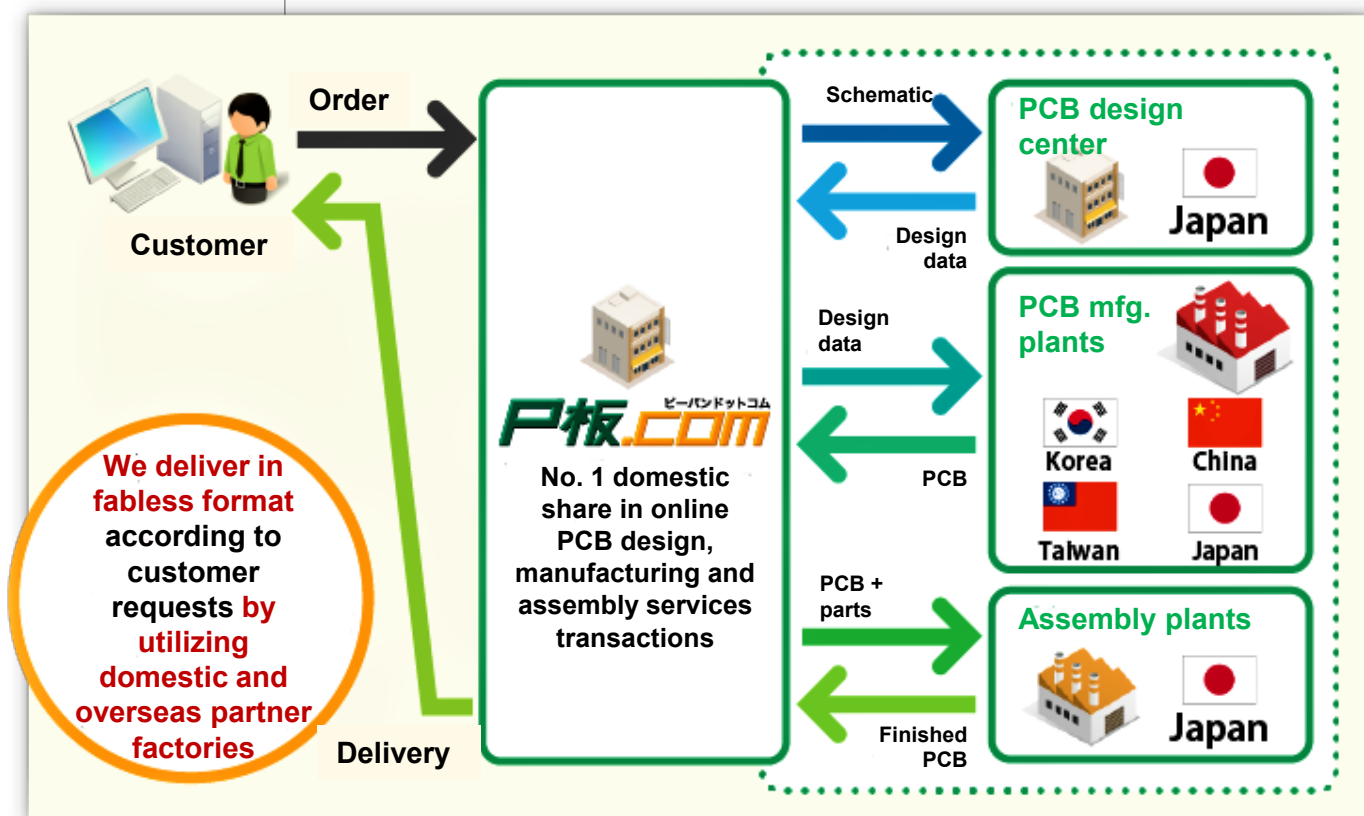 Order
Customer
We deliver in
fabless format
according to
customer
requests by
utilizing
domestic and
overseas partner
factories
Delivery
ピーバンドットコム
P板.com
No. 1 domestic
share in online
PCB design,
manufacturing and
assembly services
transactions
Schematic
Design
data
Design
data
PCB
PCB +
parts
Finished
PCB
PCB design
center
Japan
PCB mfg.
plants
Korea
China
Taiwan
Japan
Assembly plants
Japan